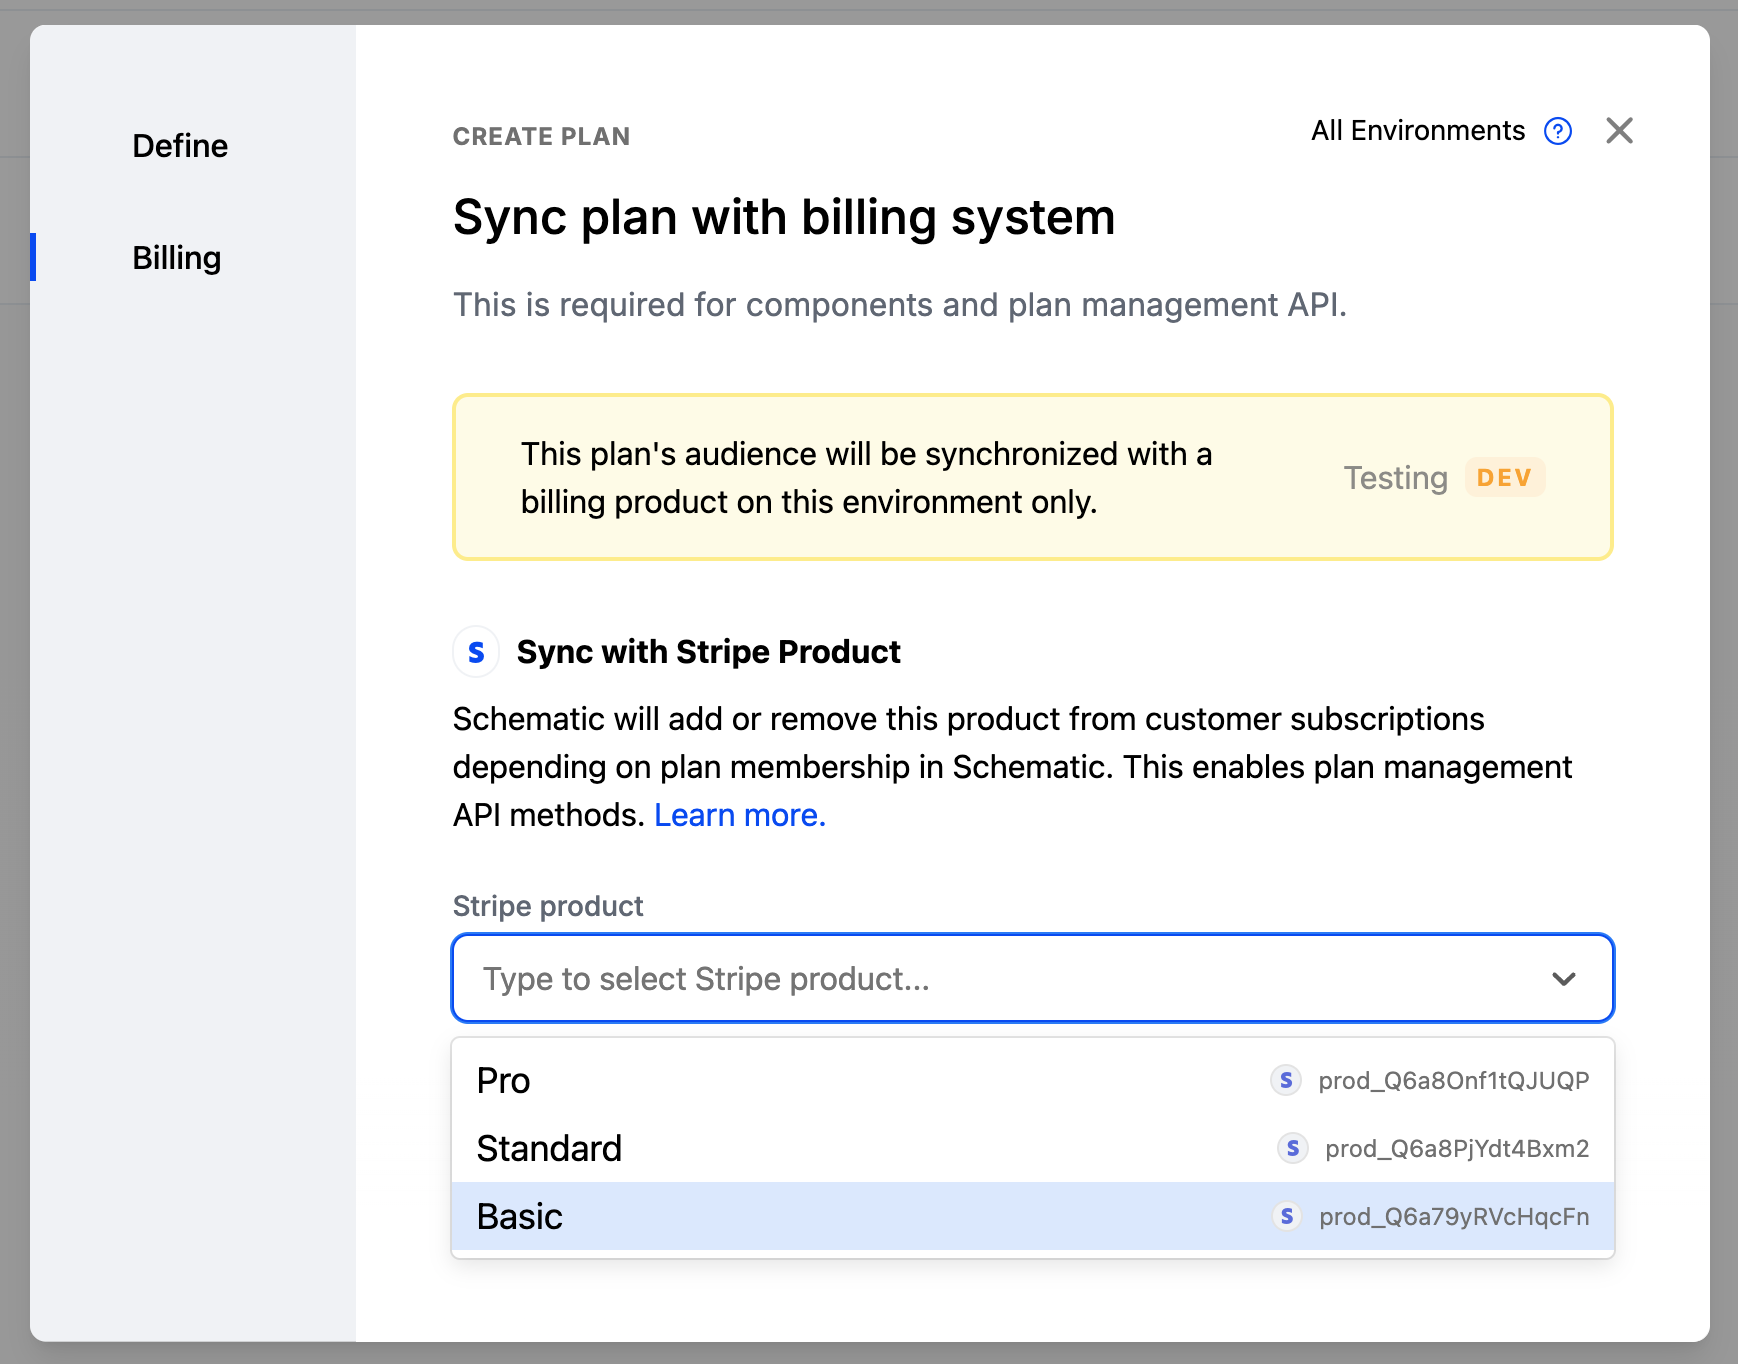 Define
Billing
CREATE PLAN
All Environments
Sync plan with billing system
This is required for components and plan management API.
This plan's audience will be synchronized with a
billing product on this environment only.
Testing DEV
S Sync with Stripe Product
Schematic will add or remove this product from customer subscriptions
depending on plan membership in Schematic. This enables plan management
API methods. Learn more.
Stripe product
Type to select Stripe product...
Pro S prod_Q6a8Onf1tQJUQP
Standard S prod_Q6a8PjYdt4Bxm2
Basic S prod_Q6a79yRVcHqcFn